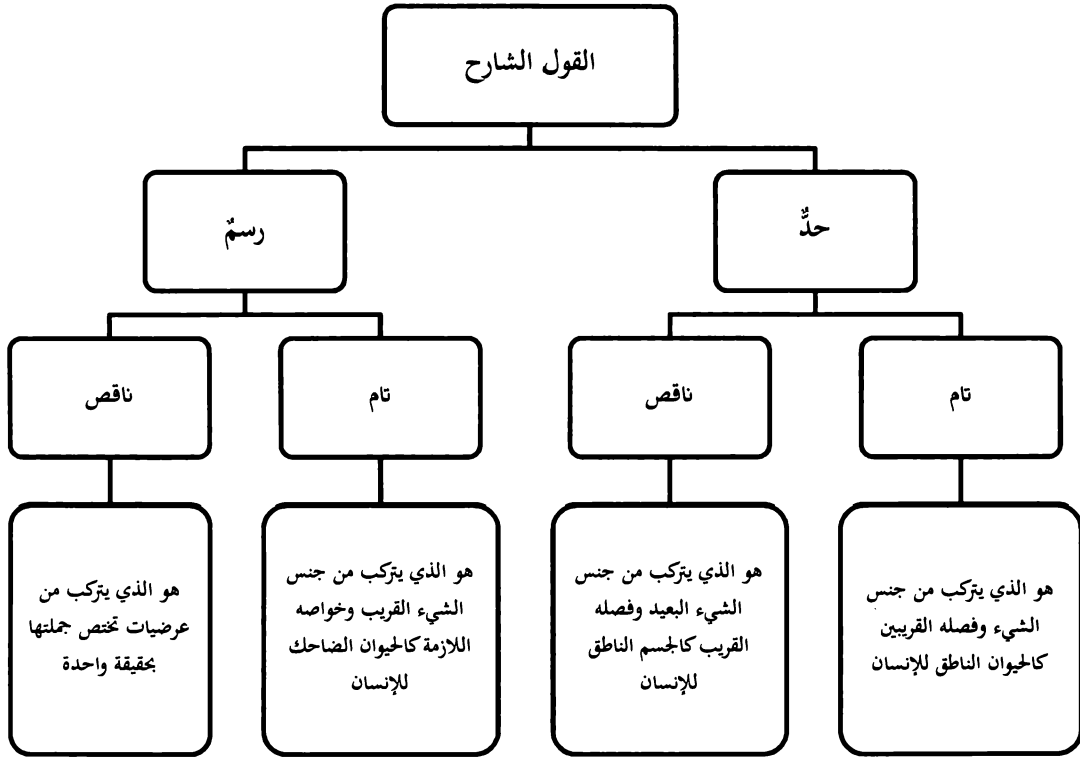 القول الشارح
حدٌّ
رسمٌ
تام
ناقص
تام
ناقص
هو الذي يتركب من جنس
الشيء وفصله القريبين
كالحيوان الناطق للإنسان
هو الذي يتركب من جنس
الشيء البعيد وفصله
القريب كالجسم الناطق
للإنسان
هو الذي يتركب من جنس
الشيء القريب وخواصه
اللازمة كالحيوان الضاحك
للإنسان
هو الذي يتركب من
عرضيات تختص جملتها
بحقيقة واحدة